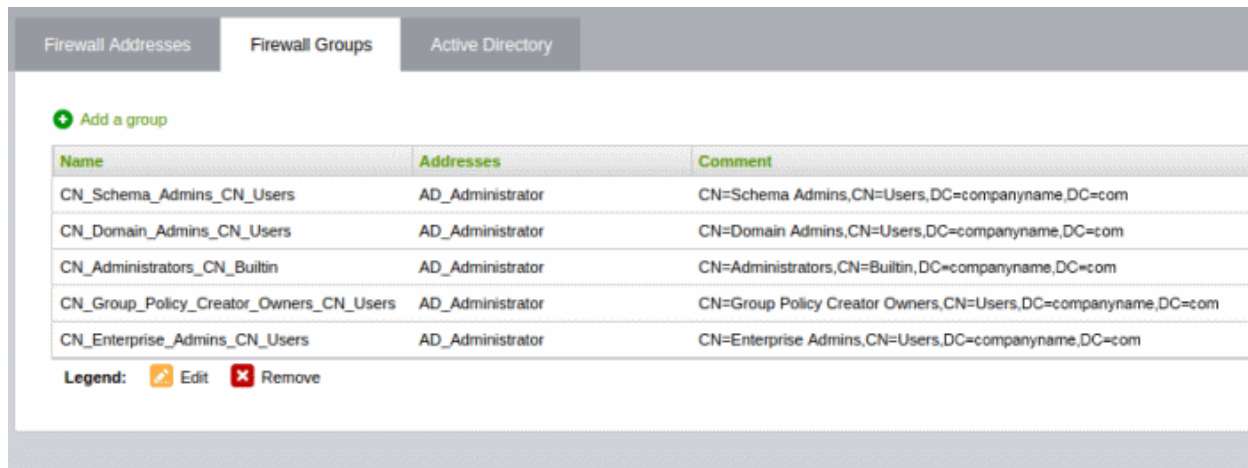 Firewall Addresses Firewall Groups Active Directory
Add a group
Name Addresses Comment
CN_Schema_Admins_CN_Users AD_Administrator CN=Schema Admins,CN=Users,DC=companyname,DC=com
CN_Domain_Admins_CN_Users AD_Administrator CN=Domain Admins,CN=Users,DC=companyname,DC=com
CN_Administrators_CN_Builtin AD_Administrator CN=Administrators,CN=Builtin,DC=companyname,DC=com
CN_Group_Policy_Creator_Owners_CN_Users AD_Administrator CN=Group Policy Creator Owners,CN=Users,DC=companyname,DC=com
CN_Enterprise_Admins_CN_Users AD_Administrator CN=Enterprise Admins,CN=Users,DC=companyname,DC=com
Legend: Edit Remove